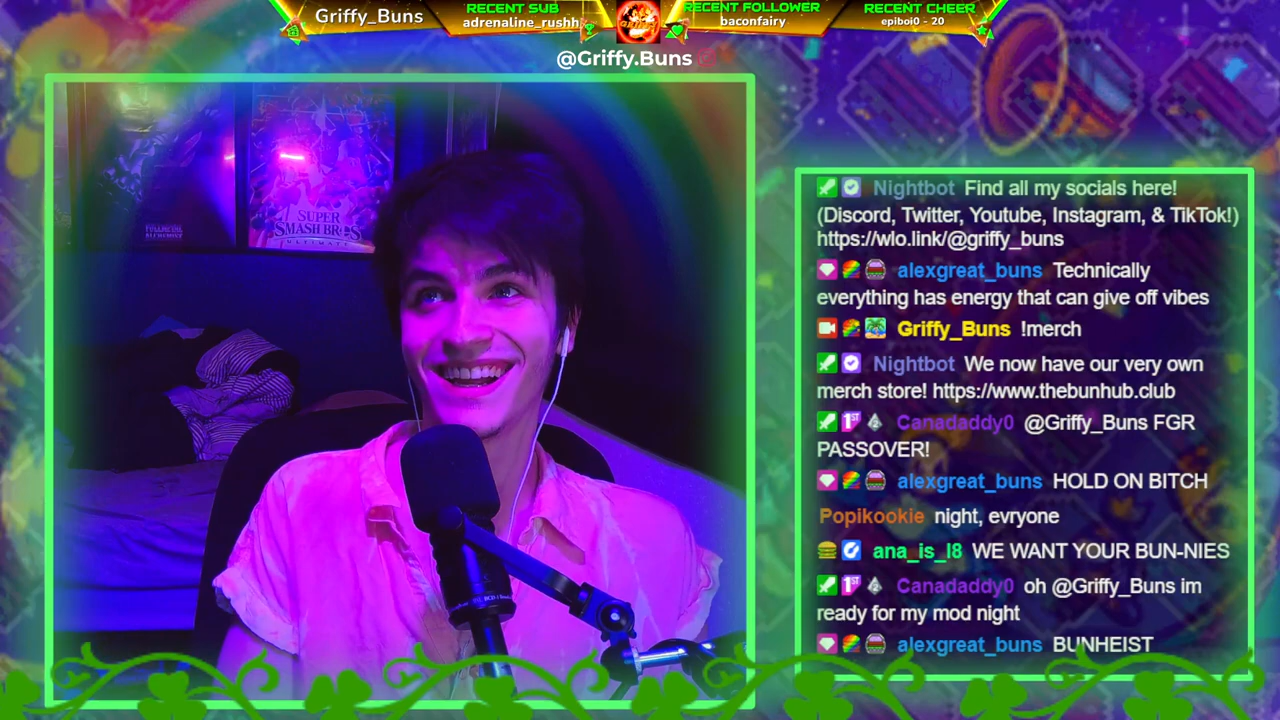 Griffy_Buns
RECENT SUB
adrenaline_rushh
RECENT FOLLOWER
baconfairy
RECENT CHEER
epiboi0 - 20
@Griffy.Buns
FULLMETAL
ALCHEMIST
SUPER
SMASH BROS
ULTIMATE
Nightbot Find all my socials here!
(Discord, Twitter, Youtube, Instagram, & TikTok!)
https://wlo.link/@griffy_buns
alexgreat_buns Technically
everything has energy that can give off vibes
Griffy_Buns !merch
Nightbot We now have our very own
merch store! https://www.thebunhub.club
1ST Canadaddy0 @Griffy_Buns FGR
PASSOVER!
alexgreat_buns HOLD ON BITCH
Popikookie night, evryone
ana_is_l8 WE WANT YOUR BUN-NIES
1ST Canadaddy0 oh @Griffy_Buns im
ready for my mod night
alexgreat_buns BUNHEIST